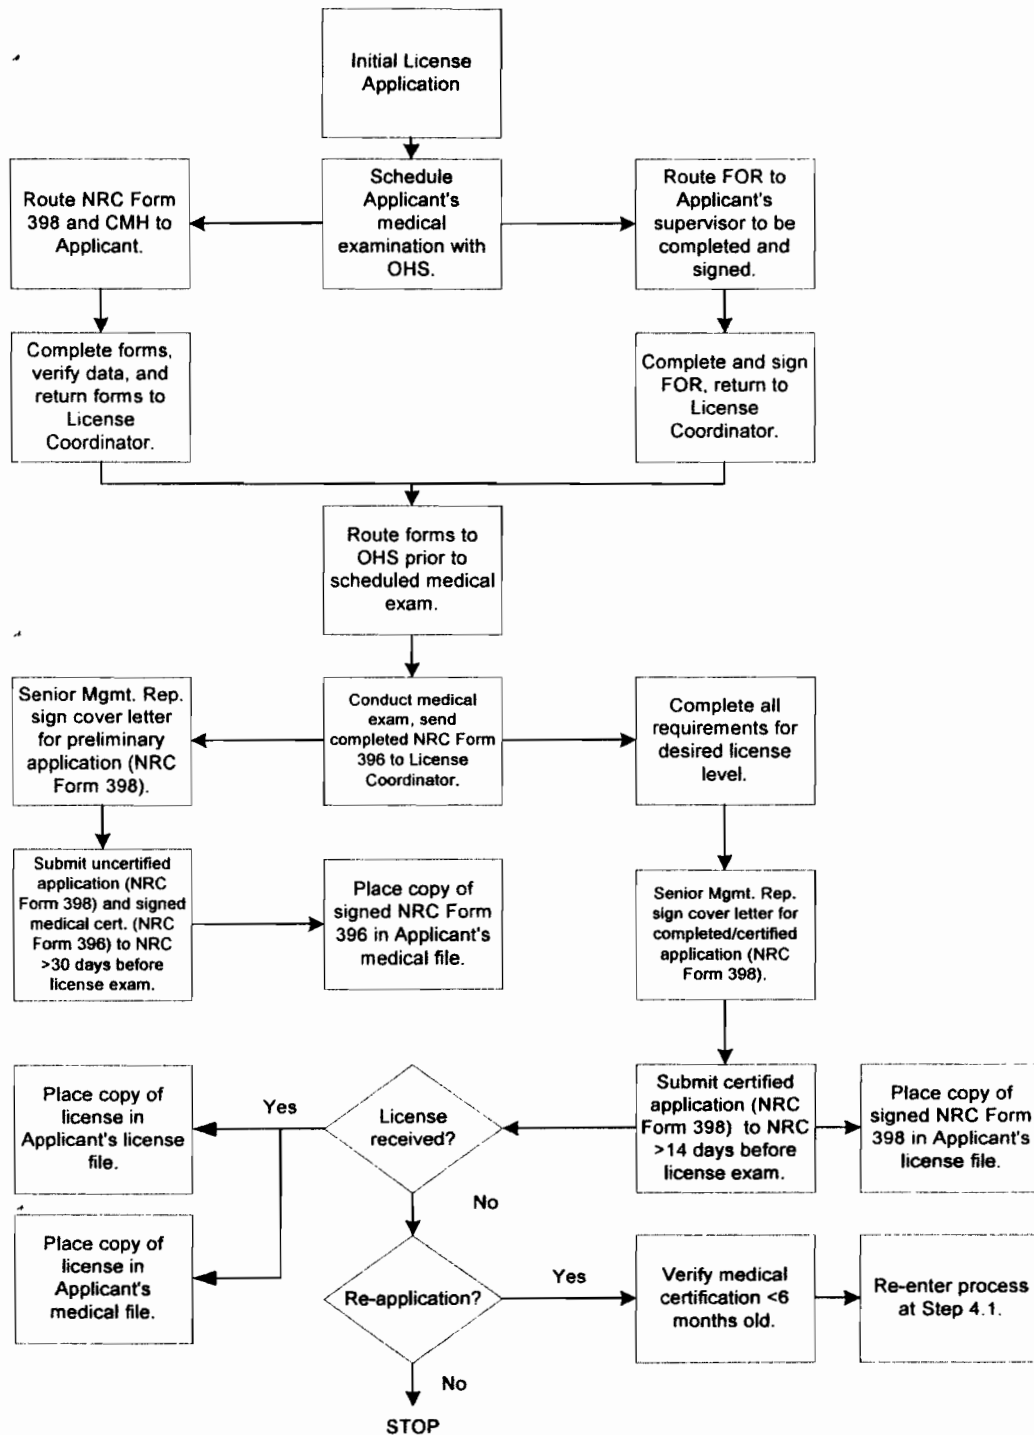 Initial License
Application
Route NRC Form
398 and CMH to
Applicant.
Schedule
Applicant's
medical
examination with
OHS.
Route FOR to
Applicant's
supervisor to be
completed and
signed.
Complete forms,
verify data, and
return forms to
License
Coordinator.
Complete and sign
FOR, return to
License
Coordinator.
Route forms to
OHS prior to
scheduled medical
exam.
Senior Mgmt. Rep.
sign cover letter
for preliminary
application (NRC
Form 398).
Conduct medical
exam, send
completed NRC Form
396 to License
Coordinator.
Complete all
requirements for
desired license
level.
Submit uncertified
application (NRC
Form 398) and signed
medical cert. (NRC
Form 396) to NRC
>30 days before
license exam.
Place copy of
signed NRC Form
396 in Applicant's
medical file.
Senior Mgmt. Rep.
sign cover letter for
completed/certified
application (NRC
Form 398).
Place copy of
license in
Applicant's license
file.
Yes
License
received?
Submit certified
application (NRC
Form 398) to NRC
>14 days before
license exam.
Place copy of
signed NRC Form
398 in Applicant's
license file.
No
Place copy of
license in
Applicant's
medical file.
Re-application?
Yes
Verify medical
certification <6
months old.
Re-enter process
at Step 4.1.
No
STOP